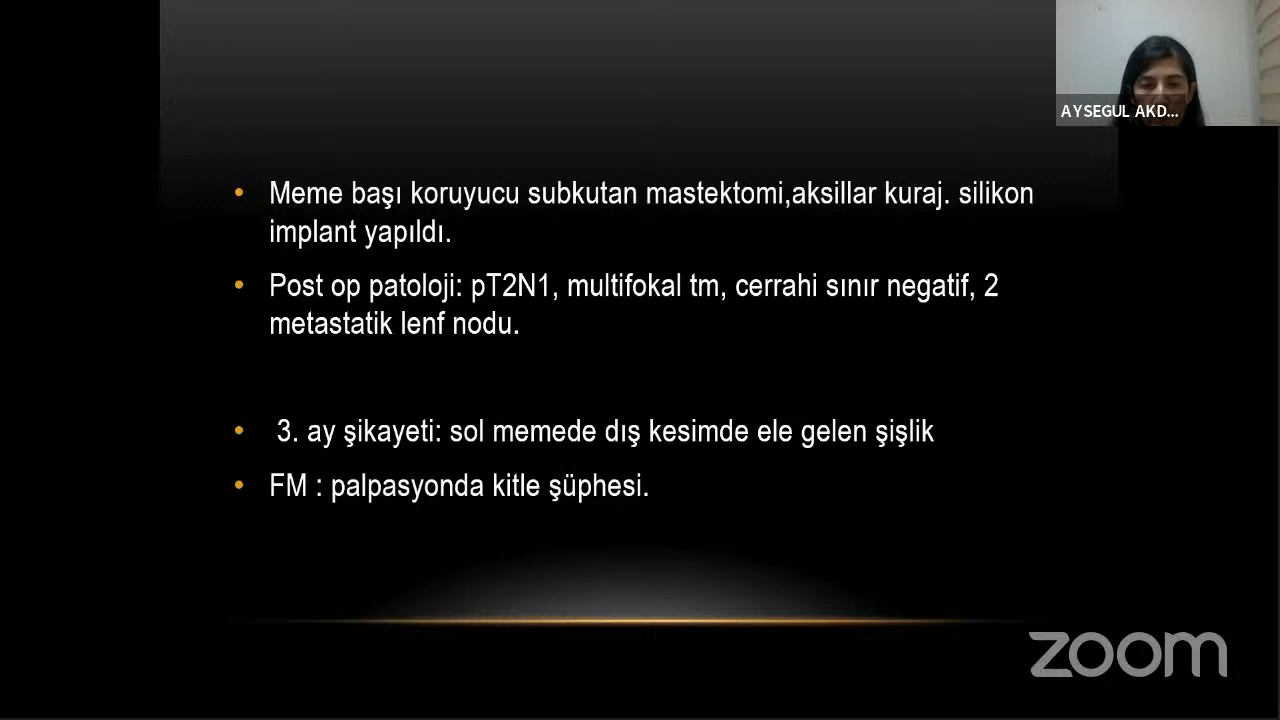 AYSEGUL AKD...
• Meme başı koruyucu subkutan mastektomi,aksillar kuraj. silikon
implant yapıldı.
• Post op patoloji: pT2N1, multifokal tm, cerrahi sınır negatif, 2
metastatik lenf nodu.
• 3. ay şikayeti: sol memede dış kesimde ele gelen şişlik
• FM : palpasyonda kitle şüphesi.
zoom